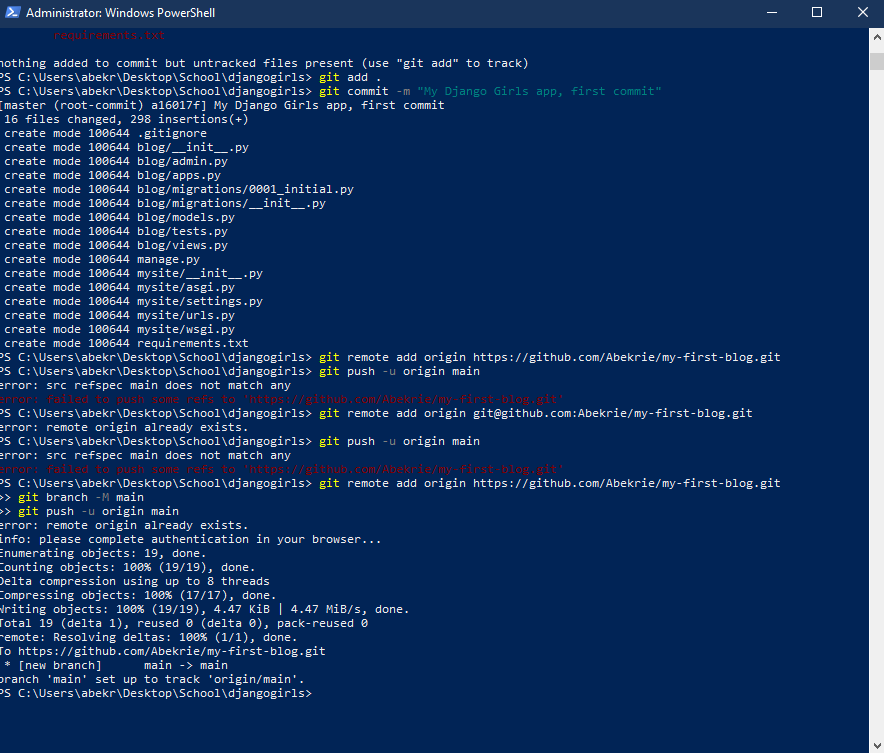 Administrator: Windows PowerShell
requirements.txt
nothing added to commit but untracked files present (use "git add" to track)
PS C:\Users\abekr\Desktop\School\djangogirls> git add .
PS C:\Users\abekr\Desktop\School\djangogirls> git commit -m "My Django Girls app, first commit"
[master (root-commit) a16017f] My Django Girls app, first commit
16 files changed, 298 insertions(+)
create mode 100644 .gitignore
create mode 100644 blog/__init__.py
create mode 100644 blog/admin.py
create mode 100644 blog/apps.py
create mode 100644 blog/migrations/0001_initial.py
create mode 100644 blog/migrations/__init__.py
create mode 100644 blog/models.py
create mode 100644 blog/tests.py
create mode 100644 blog/views.py
create mode 100644 manage.py
create mode 100644 mysite/__init__.py
create mode 100644 mysite/asgi.py
create mode 100644 mysite/settings.py
create mode 100644 mysite/urls.py
create mode 100644 mysite/wsgi.py
create mode 100644 requirements.txt
PS C:\Users\abekr\Desktop\School\djangogirls> git remote add origin https://github.com/Abekrie/my-first-blog.git
PS C:\Users\abekr\Desktop\School\djangogirls> git push -u origin main
error: src refspec main does not match any
error: failed to push some refs to 'https://github.com/Abekrie/my-first-blog.git'
PS C:\Users\abekr\Desktop\School\djangogirls> git remote add origin git@github.com:Abekrie/my-first-blog.git
error: remote origin already exists.
PS C:\Users\abekr\Desktop\School\djangogirls> git push -u origin main
error: src refspec main does not match any
error: failed to push some refs to 'https://github.com/Abekrie/my-first-blog.git'
PS C:\Users\abekr\Desktop\School\djangogirls> git remote add origin https://github.com/Abekrie/my-first-blog.git
>> git branch -M main
>> git push -u origin main
error: remote origin already exists.
info: please complete authentication in your browser...
Enumerating objects: 19, done.
Counting objects: 100% (19/19), done.
Delta compression using up to 8 threads
Compressing objects: 100% (17/17), done.
Writing objects: 100% (19/19), 4.47 KiB | 4.47 MiB/s, done.
Total 19 (delta 1), reused 0 (delta 0), pack-reused 0
remote: Resolving deltas: 100% (1/1), done.
To https://github.com/Abekrie/my-first-blog.git
* [new branch]      main -> main
branch 'main' set up to track 'origin/main'.
PS C:\Users\abekr\Desktop\School\djangogirls>